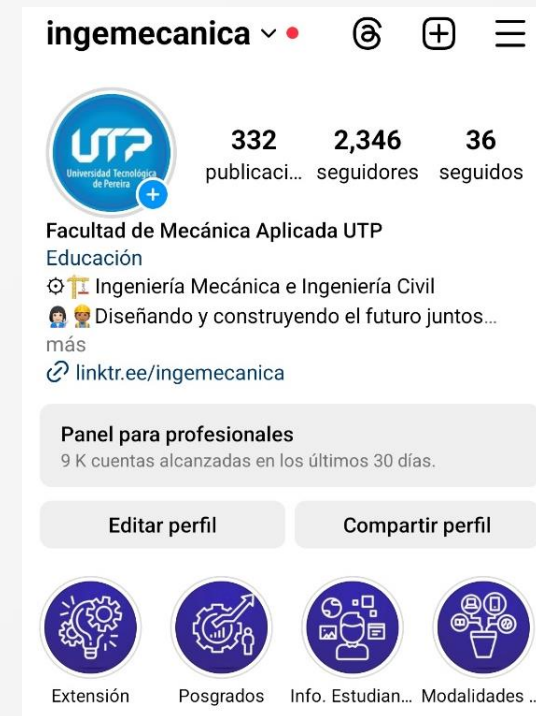 ingemecanica
UTP
Universidad Tecnológica
de Pereira
332 2,346 36
publicaci... seguidores seguidos
Facultad de Mecánica Aplicada UTP
Educación
Ingeniería Mecánica e Ingeniería Civil
Diseñando y construyendo el futuro juntos...
más
linktr.ee/ingemecanica
Panel para profesionales
9 K cuentas alcanzadas en los últimos 30 días.
Editar perfil Compartir perfil
Extensión Posgrados Info. Estudian... Modalidades ..